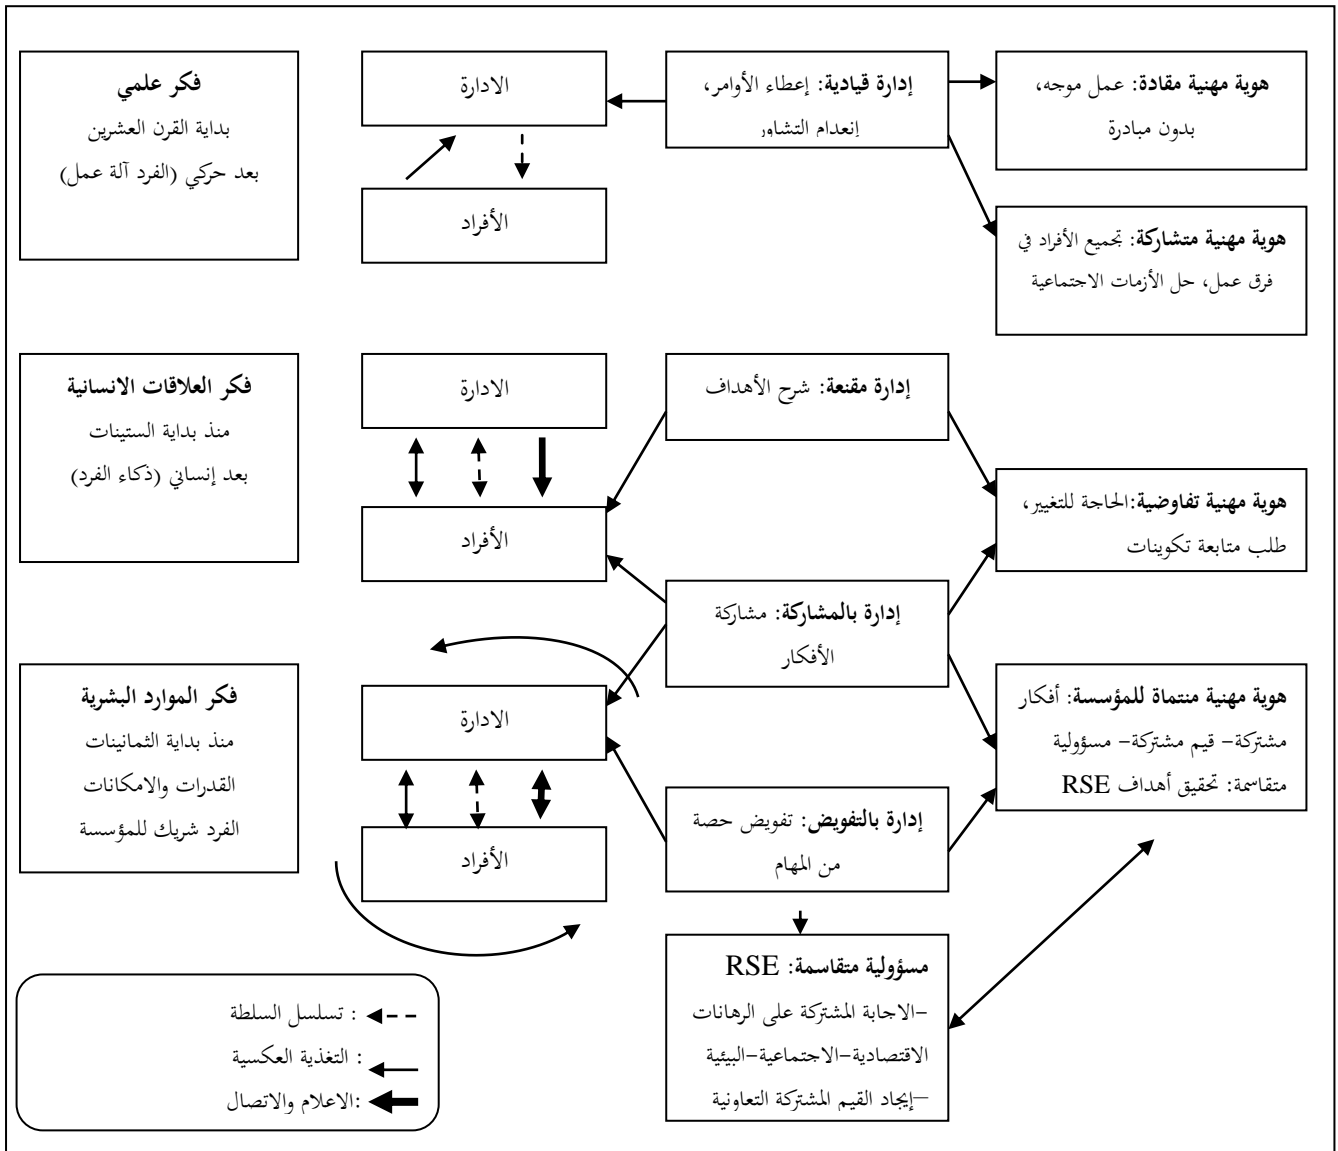 هوية مهنية مقادة: عمل موجه،
بدون مبادرة
إدارة قيادية: إعطاء الأوامر،
إنعدام التشاور
الادارة
الأفراد
فكر علمي
بداية القرن العشرين
بعد حركي (الفرد آلة عمل)
هوية مهنية متشاركة: تجميع الأفراد في
فرق عمل، حل الأزمات الاجتماعية
إدارة مقنعة: شرح الأهداف
الادارة
الأفراد
فكر العلاقات الانسانية
منذ بداية الستينات
بعد إنساني (ذكاء الفرد)
هوية مهنية تفاوضية:الحاجة للتغيير،
طلب متابعة تكوينات
إدارة بالمشاركة: مشاركة
الأفكار
هوية مهنية منتماة للمؤسسة: أفكار
مشتركة- قيم مشتركة- مسؤولية
متقاسمة: تحقيق أهداف RSE
الادارة
الأفراد
فكر الموارد البشرية
منذ بداية الثمانينات
القدرات والامكانات
الفرد شريك للمؤسسة
إدارة بالتفويض: تفويض حصة
من المهام
مسؤولية متقاسمة: RSE
-الاجابة المشتركة على الرهانات
الاقتصادية-الاجتماعية-البيئية
-إيجاد القيم المشتركة التعاونية
: تسلسل السلطة
: التغذية العكسية
:الاعلام والاتصال